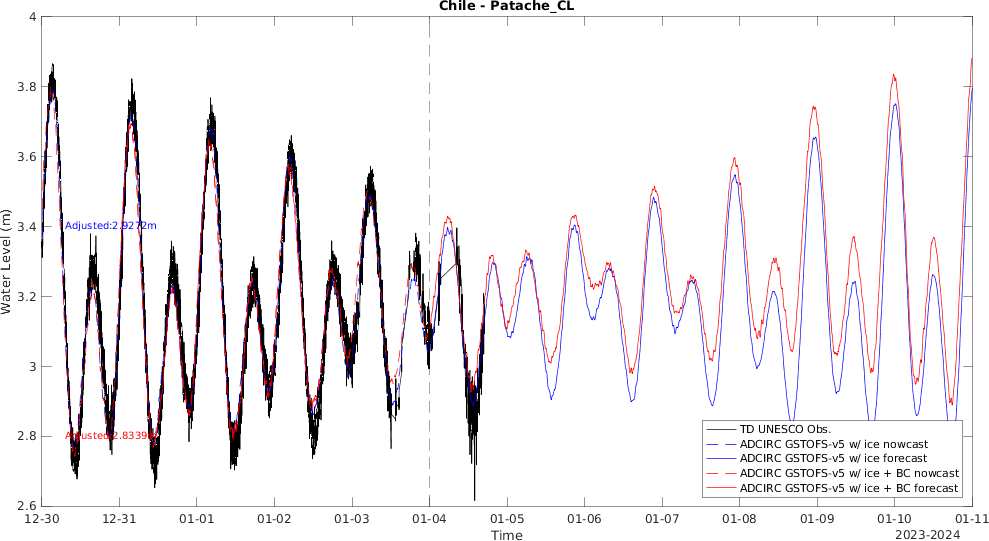 Chile - Patache_CL
4
3.8
3.6
3.4
3.2
3
2.8
2.6
Water Level (m)
Adjusted:2.9272m
12-30
12-31
01-01
01-02
01-03
01-04
01-05
01-06
01-07
01-08
01-09
01-10
01-11
Time
2023-2024
TD UNESCO Obs.
ADCIRC GSTOFS-v5 w/ ice nowcast
ADCIRC GSTOFS-v5 w/ ice forecast
ADCIRC GSTOFS-v5 w/ ice + BC nowcast
ADCIRC GSTOFS-v5 w/ ice + BC forecast